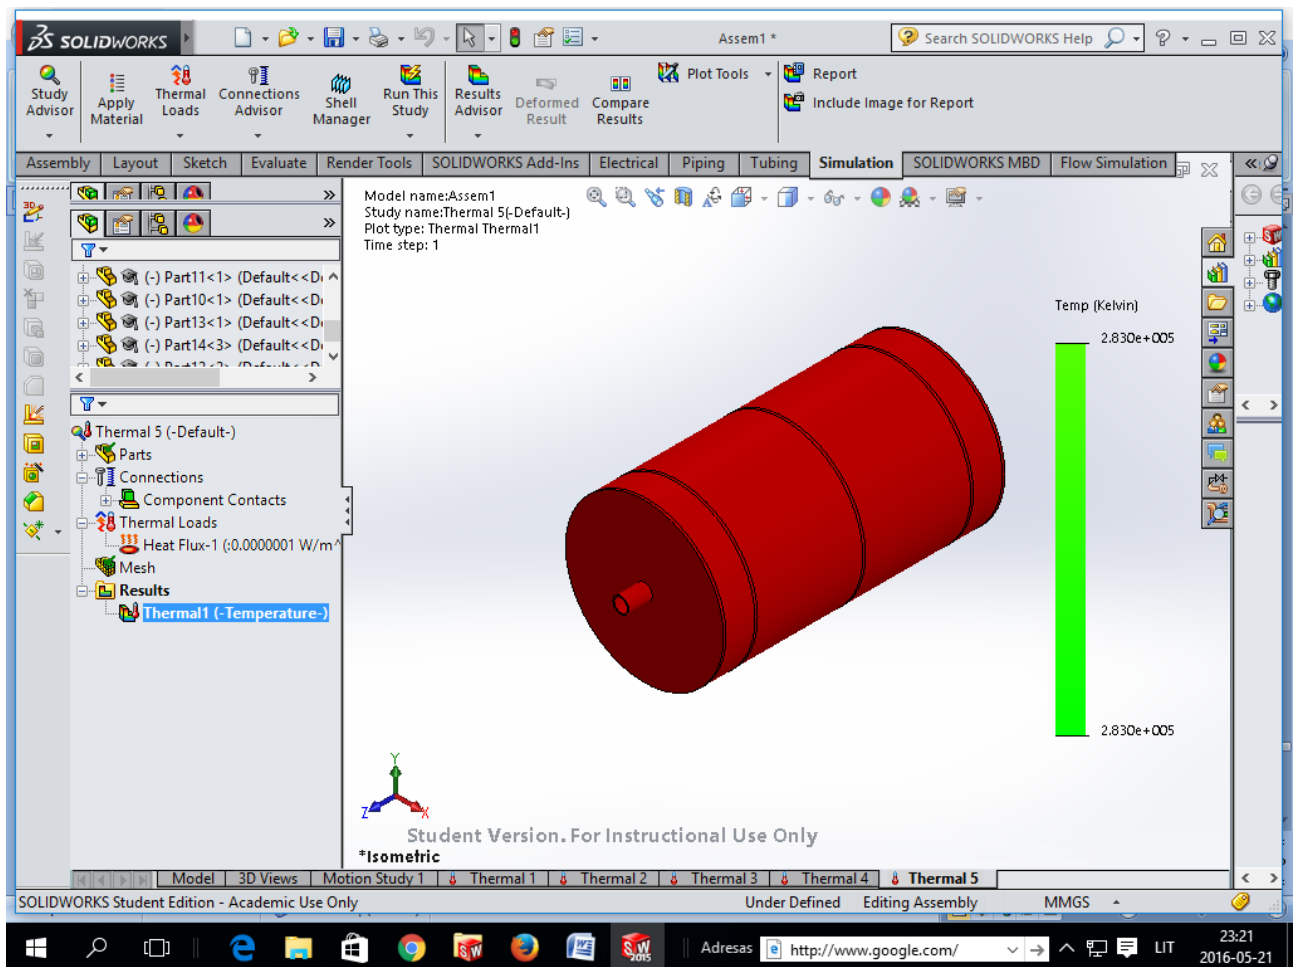 SOLIDWORKS
Assem1 *
Search SOLIDWORKS Help
?
Study Advisor
Apply Material
Thermal Loads
Connections Advisor
Shell Manager
Run This Study
Results Advisor
Deformed Result
Compare Results
Plot Tools
Report
Include Image for Report
Assembly Layout Sketch Evaluate Render Tools SOLIDWORKS Add-Ins Electrical Piping Tubing Simulation SOLIDWORKS MBD Flow Simulation
Model name:Assem1
Study name:Thermal 5(-Default-)
Plot type: Thermal Thermal1
Time step: 1
(-) Part11<1> (Default<<D
(-) Part10<1> (Default<<D
(-) Part13<1> (Default<<D
(-) Part14<3> (Default<<D
Thermal 5 (-Default-)
Parts
Connections
Component Contacts
Thermal Loads
Heat Flux-1 (:0.0000001 W/m^
Mesh
Results
Thermal1 (-Temperature-)
Temp (Kelvin)
2.830e+005
2.830e+005
Y
Z
X
Student Version. For Instructional Use Only
*Isometric
Model 3D Views Motion Study 1 Thermal 1 Thermal 2 Thermal 3 Thermal 4 Thermal 5
SOLIDWORKS Student Edition - Academic Use Only
Under Defined Editing Assembly MMGS
Adresas http://www.google.com/ LIT 23:21
2016-05-21